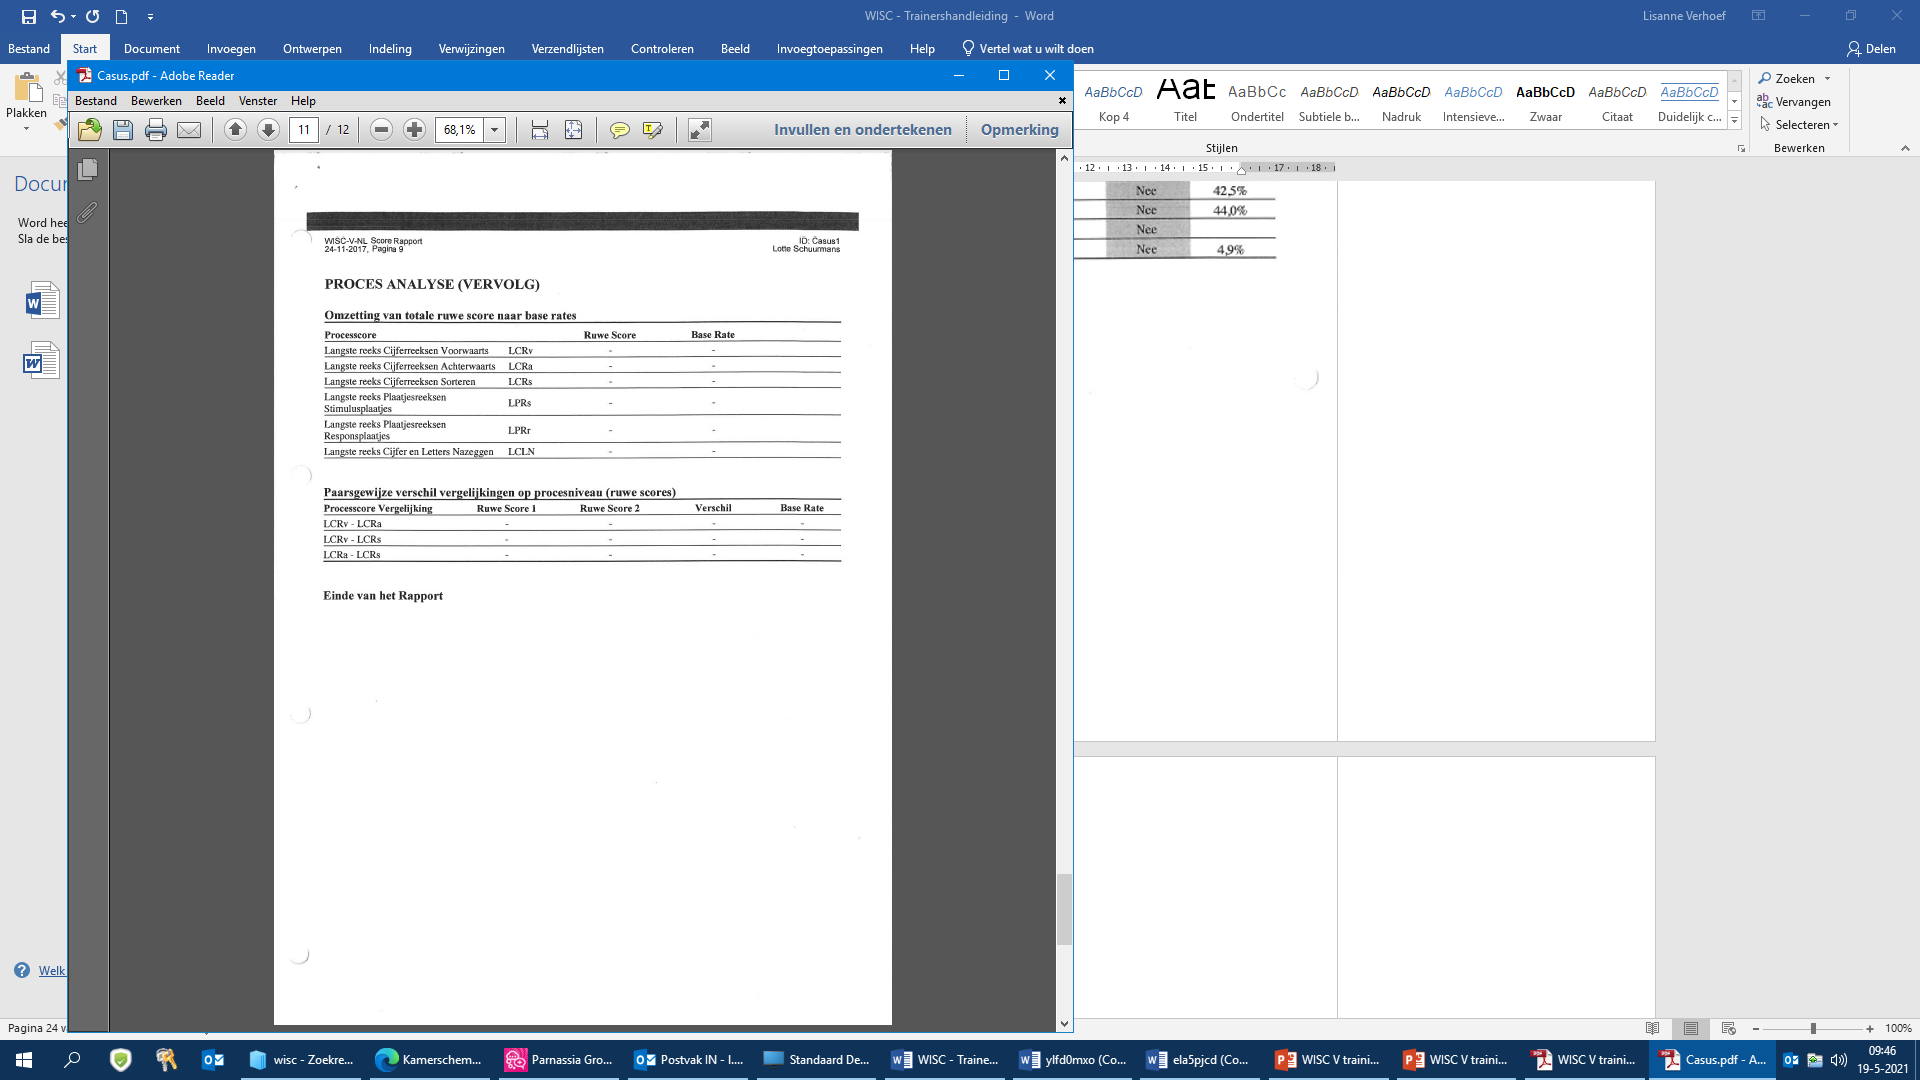 WISC - Trainershandleiding - Word
Lisanne Verhoef
Bestand Start Document Invoegen Ontwerpen Indeling Verwijzingen Verzendlijsten Controleren Beeld Invoegtoepassingen Help Vertel wat u wilt doen
Delen
Plakken
Casus.pdf - Adobe Reader
Bestand Bewerken Beeld Venster Help
11 / 12
68,1%
Invullen en ondertekenen
Opmerking
AaBbCcD
AaB
AaBbCc
AaBbCcD
AaBbCcD
AaBbCcD
AaBbCcD
AaBbCcD
AaBbCcD
Kop 4
Titel
Ondertitel
Subtiele b...
Nadruk
Intensieve...
Zwaar
Citaat
Duidelijk c...
Zoeken
Vervangen
Selecteren
Stijlen
Bewerken
12 13 14 15 17 18
Docu
Word hee
Sla de bes
WISC-V-NL Score Rapport
24-11-2017, Pagina 9
ID: Casus1
Lotte Schuurmans
PROCES ANALYSE (VERVOLG)
Omzetting van totale ruwe score naar base rates
Processcore Ruwe Score Base Rate
Langste reeks Cijferreeksen Voorwaarts LCRv - -
Langste reeks Cijferreeksen Achterwaarts LCRa - -
Langste reeks Cijferreeksen Sorteren LCRs - -
Langste reeks Plaatjesreeksen
Stimulusplaatjes LPRs - -
Langste reeks Plaatjesreeksen
Responsplaatjes LPRr - -
Langste reeks Cijfer en Letters Nazeggen LCLN - -
Paarsgewijze verschil vergelijkingen op procesniveau (ruwe scores)
Processcore Vergelijking Ruwe Score 1 Ruwe Score 2 Verschil Base Rate
LCRv - LCRa - - - -
LCRv - LCRs - - - -
LCRa - LCRs - - - -
Einde van het Rapport
Nee 42,5%
Nee 44,0%
Nee
Nee 4,9%
Welk
Pagina 24 v
100%
wisc - Zoekre...
Kamerschem...
Parnassia Gro...
Postvak IN - l....
Standaard De...
WISC - Traine...
ylfd0mxo (Co...
ela5pjcd (Co...
WISC V traini...
WISC V traini...
WISC V traini...
Casus.pdf - A...
09:46
19-5-2021